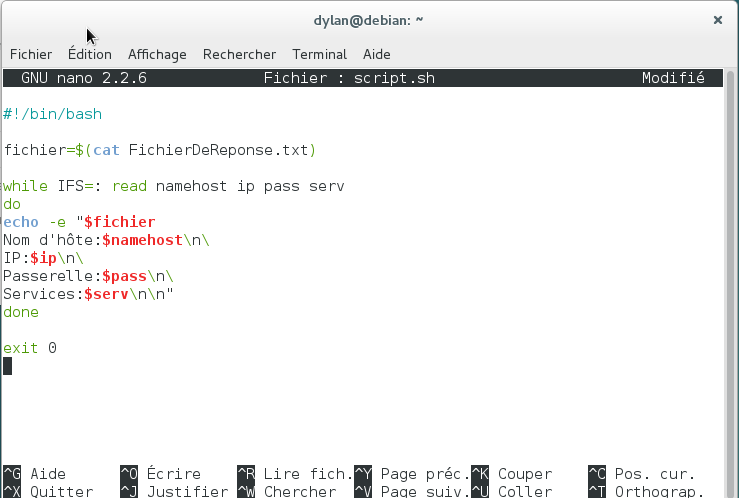 dylan@debian: ~ ×
Fichier Édition Affichage Rechercher Terminal Aide
GNU nano 2.2.6 Fichier : script.sh Modifié
#!/bin/bash
fichier=$(cat FichierDeReponse.txt)
while IFS=: read namehost ip pass serv
do
echo -e "$fichier
Nom d'hôte:$namehost\n\
IP:$ip\n\
Passerelle:$pass\n\
Services:$serv\n\n"
done
exit 0
^G Aide ^O Écrire ^R Lire fich. ^Y Page préc. ^K Couper ^C Pos. cur.
^X Quitter ^J Justifier ^W Chercher ^V Page suiv. ^U Coller ^T Orthograp.